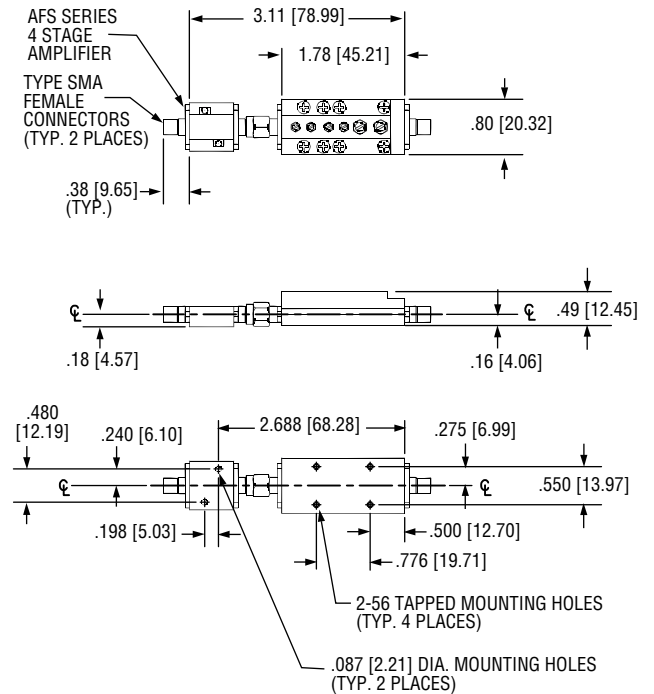 AFS SERIES
4 STAGE
AMPLIFIER
3.11 [78.99]
1.78 [45.21]
TYPE SMA
FEMALE
CONNECTORS
(TYP. 2 PLACES)
.80 [20.32]
.38 [9.65]
(TYP.)
℄
℄
.49 [12.45]
.18 [4.57]
.16 [4.06]
.480
[12.19]
.240 [6.10]
2.688 [68.28]
.275 [6.99]
℄
℄
.550 [13.97]
.198 [5.03]
.500 [12.70]
.776 [19.71]
2-56 TAPPED MOUNTING HOLES
(TYP. 4 PLACES)
.087 [2.21] DIA. MOUNTING HOLES
(TYP. 2 PLACES)